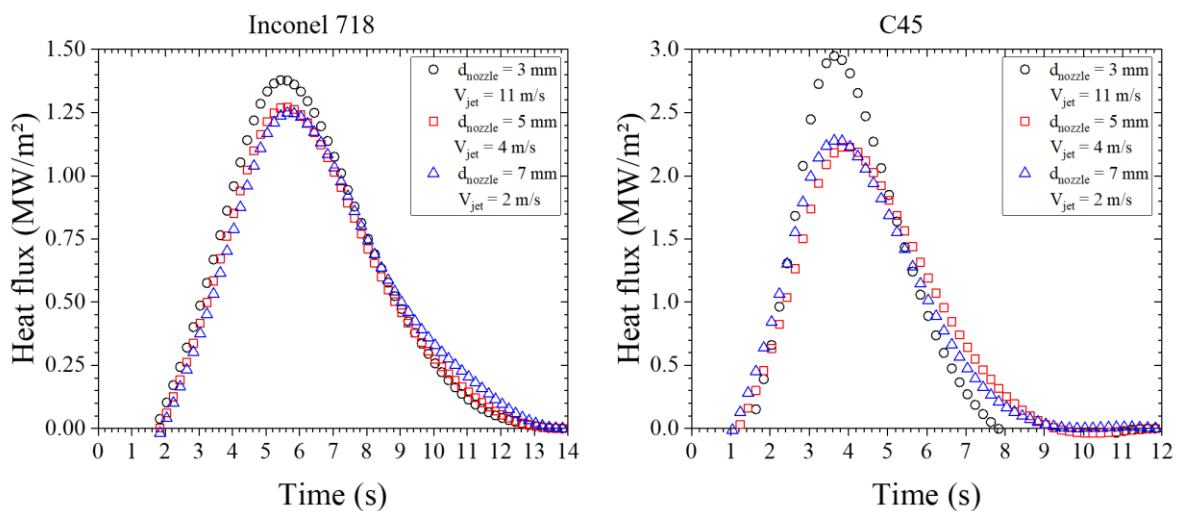 Inconel 718
Heat flux (MW/m²)
1.50
1.25
1.00
0.75
0.50
0.25
0.00
d_nozzle = 3 mm
V_jet = 11 m/s
d_nozzle = 5 mm
V_jet = 4 m/s
d_nozzle = 7 mm
V_jet = 2 m/s
0 1 2 3 4 5 6 7 8 9 10 11 12 13 14
Time (s)
C45
Heat flux (MW/m²)
3.0
2.5
2.0
1.5
1.0
0.5
0.0
d_nozzle = 3 mm
V_jet = 11 m/s
d_nozzle = 5 mm
V_jet = 4 m/s
d_nozzle = 7 mm
V_jet = 2 m/s
0 1 2 3 4 5 6 7 8 9 10 11 12
Time (s)